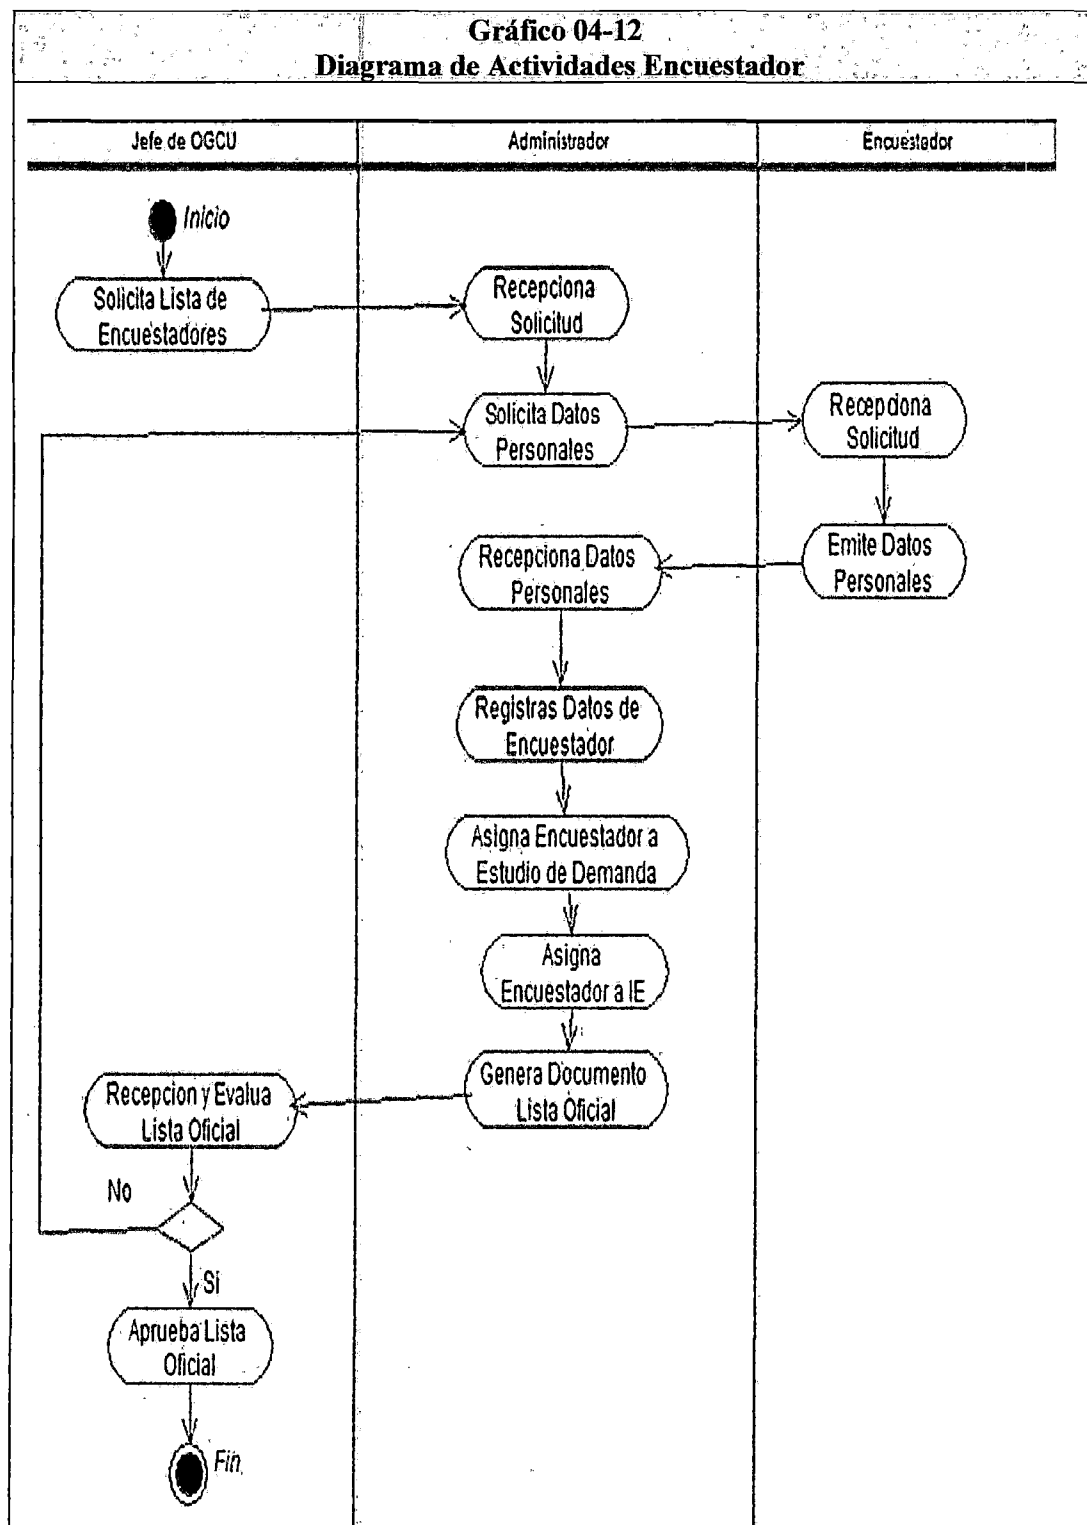 Gráfico 04-12
Diagrama de Actividades Encuestador
Jefe de OGCU
Administrador
Encuestador
Inicio
Solicita Lista de
Encuestadores
Recepciona
Solicitud
Solicita Datos
Personales
Recepciona
Solicitud
Emite Datos
Personales
Recepciona Datos
Personales
Registras Datos de
Encuestador
Asigna Encuestador a
Estudio de Demanda
Asigna
Encuestador a IE
Genera Documento
Lista Oficial
Recepcion y Evalua
Lista Oficial
No
Si
Aprueba Lista
Oficial
Fin